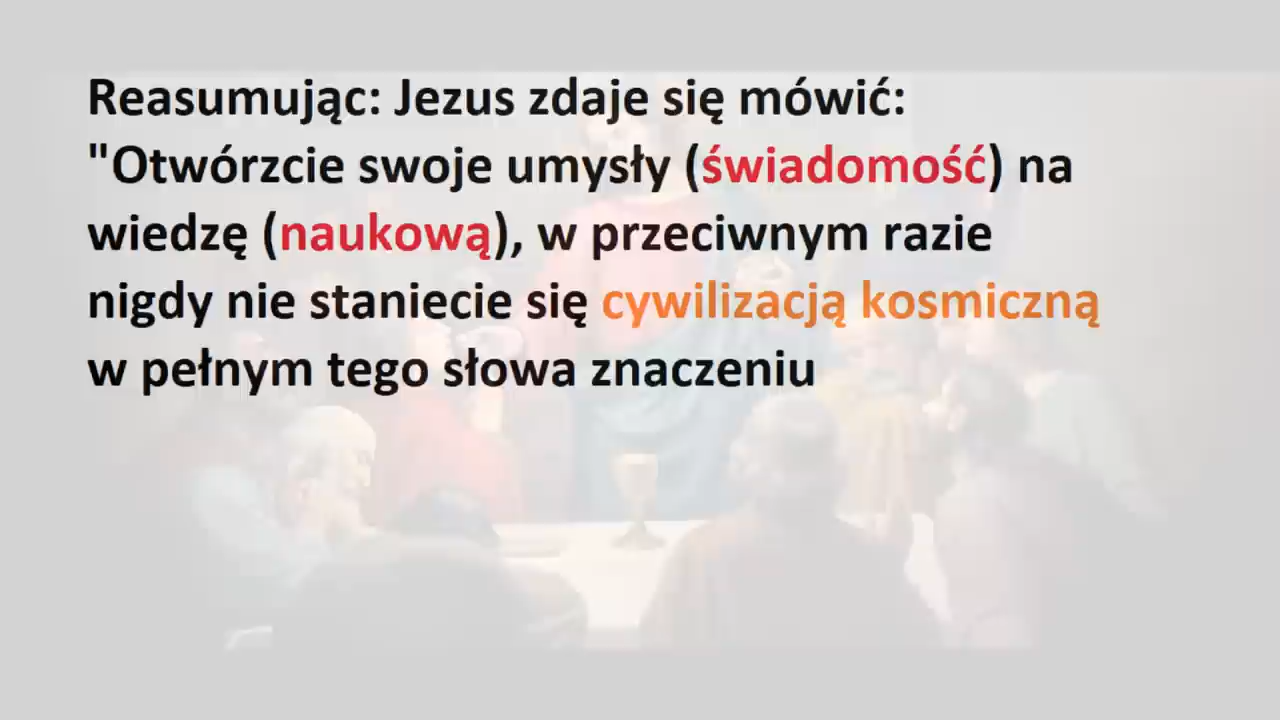 Reasumując: Jezus zdaje się mówić:
"Otwórzcie swoje umysły (świadomość) na
wiedzę (naukową), w przeciwnym razie
nigdy nie staniecie się cywilizacją kosmiczną
w pełnym tego słowa znaczeniu